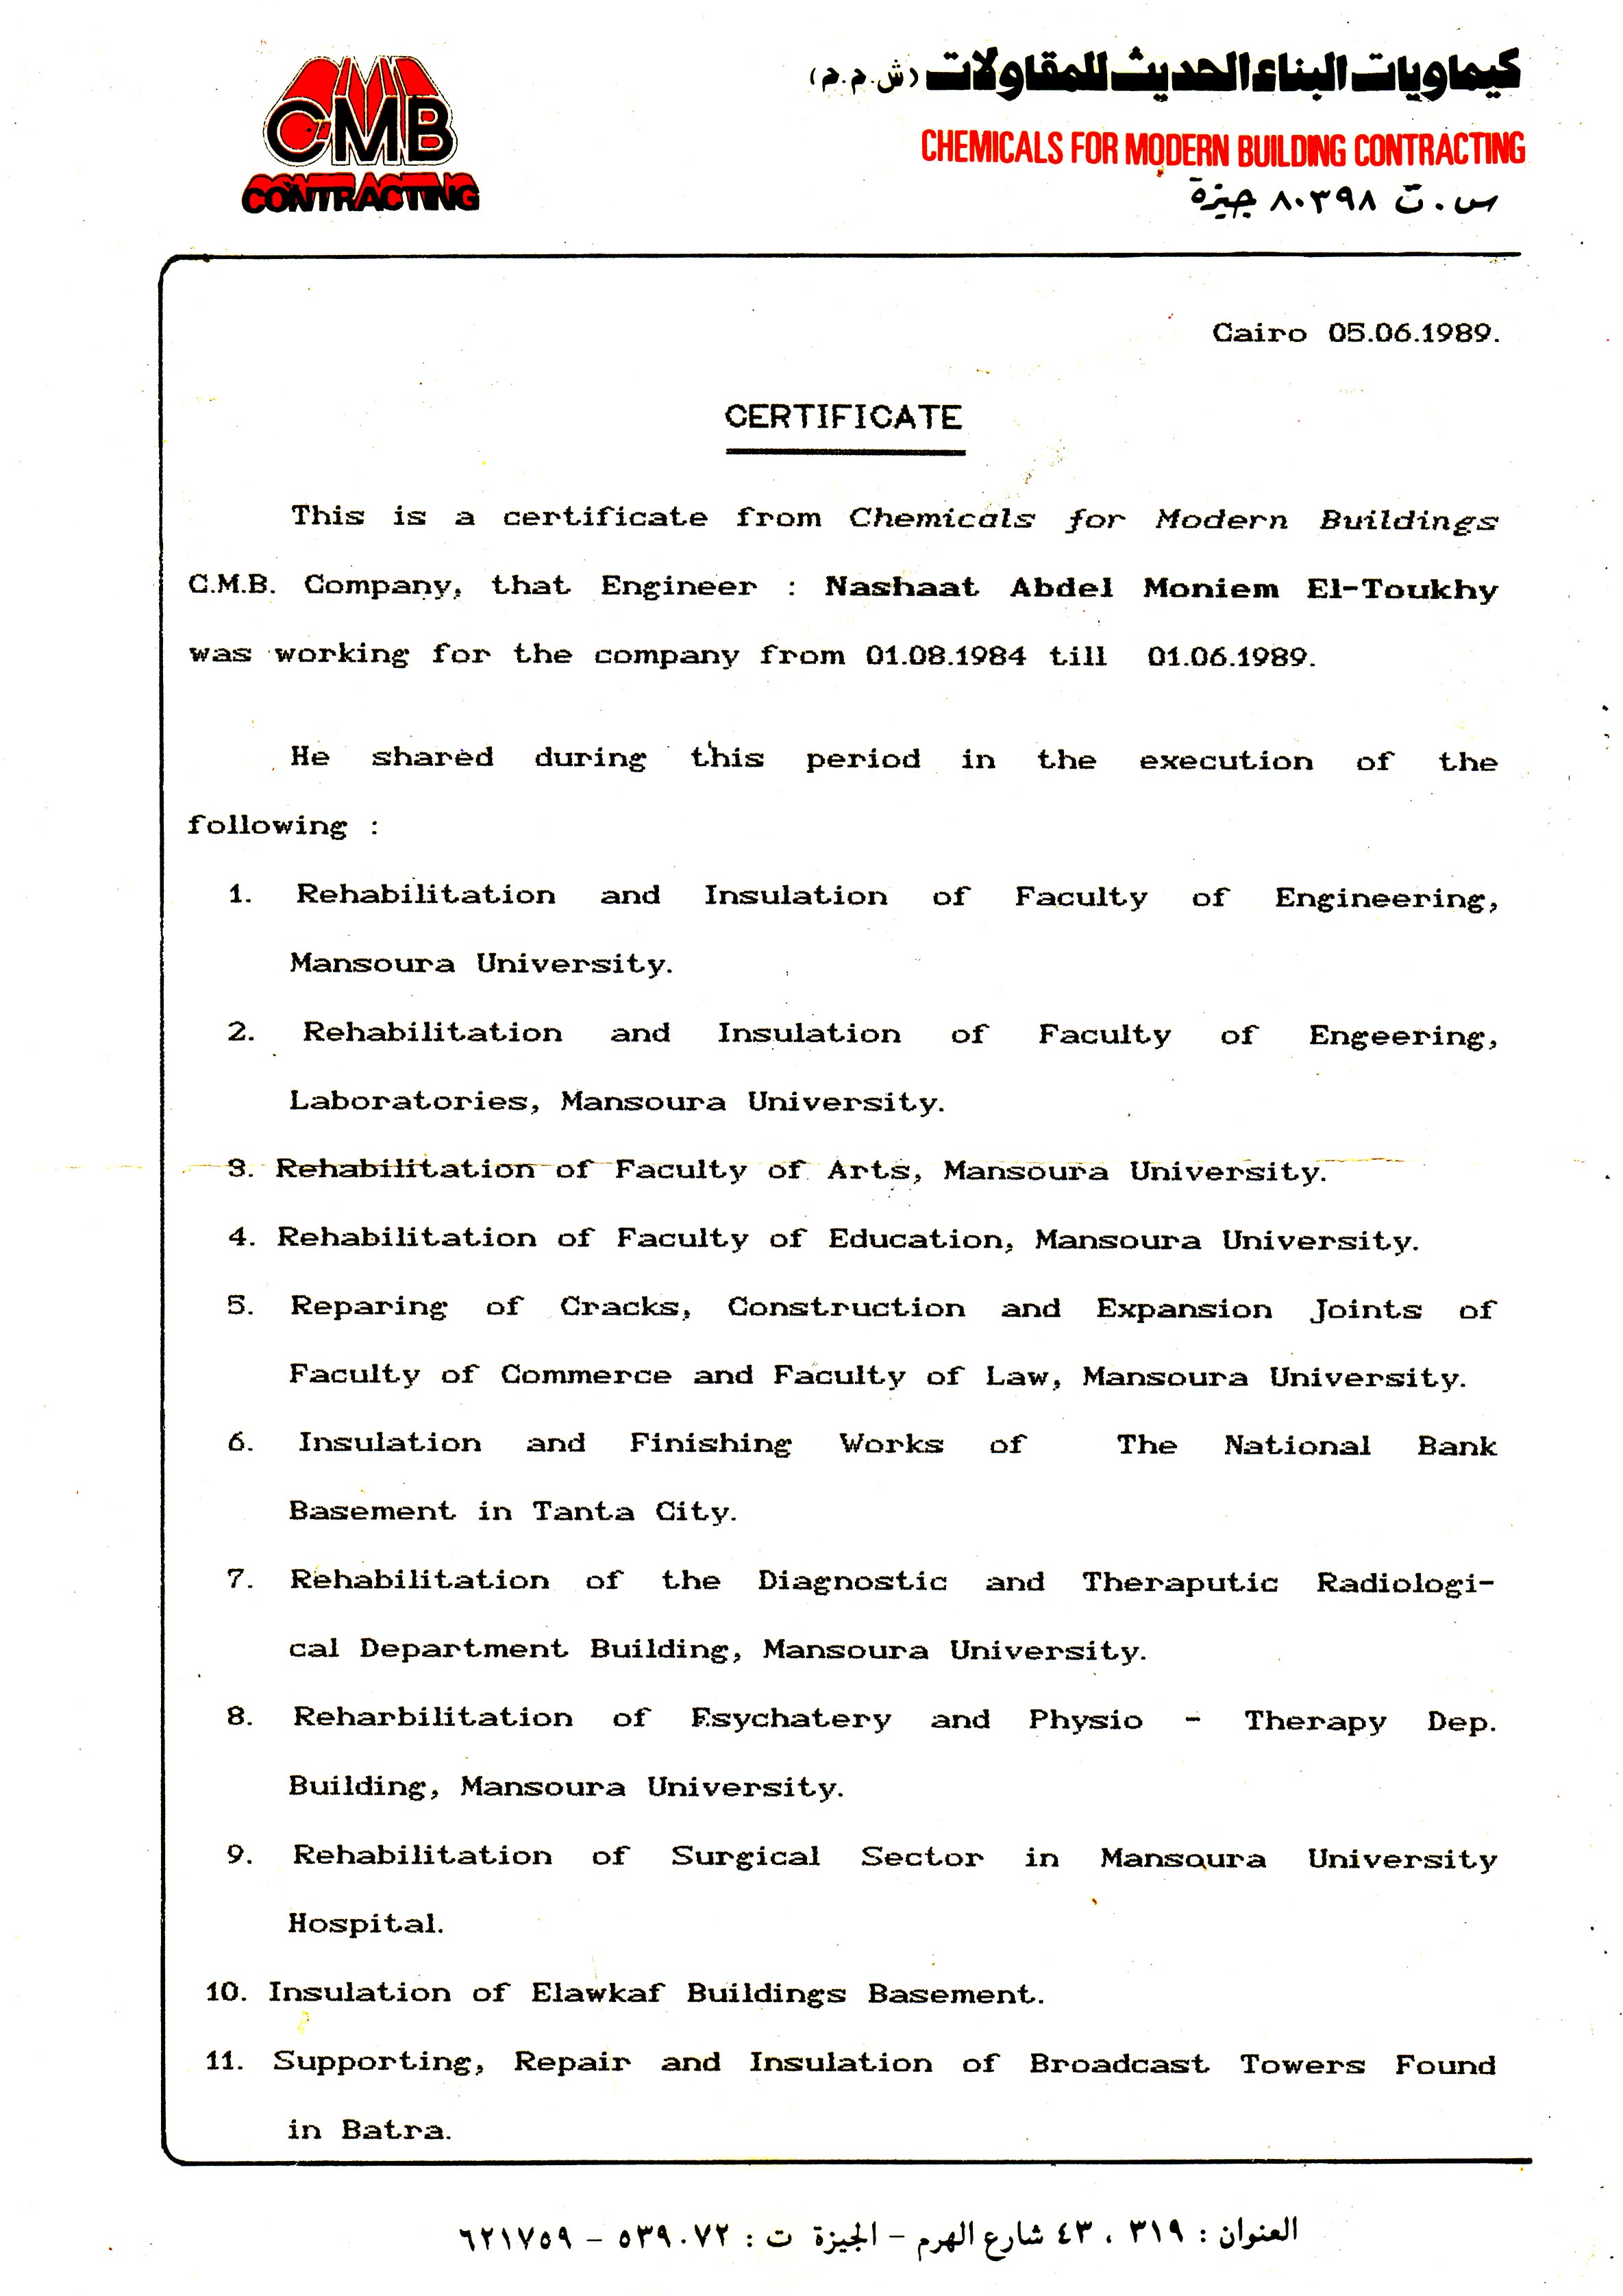 CMB
CONTRACTING
كيماويات البناء الحديث للمقاولات (ش.م.م)
CHEMICALS FOR MODERN BUILDING CONTRACTING
س.ت ٨٠٣٩٨ جيزة
Cairo 05.06.1989.
CERTIFICATE
This is a certificate from Chemicals for Modern Buildings
C.M.B. Company, that Engineer : Nashaat Abdel Moniem El-Toukhy
was working for the company from 01.08.1984 till 01.06.1989.
He shared during this period in the execution of the
following :
1. Rehabilitation and Insulation of Faculty of Engineering,
Mansoura University.
2. Rehabilitation and Insulation of Faculty of Engeering,
Laboratories, Mansoura University.
3. Rehabilitation of Faculty of Arts, Mansoura University.
4. Rehabilitation of Faculty of Education, Mansoura University.
5. Reparing of Cracks, Construction and Expansion Joints of
Faculty of Commerce and Faculty of Law, Mansoura University.
6. Insulation and Finishing Works of The National Bank
Basement in Tanta City.
7. Rehabilitation of the Diagnostic and Theraputic Radiologi-
cal Department Building, Mansoura University.
8. Reharbilitation of Psychatery and Physio - Therapy Dep.
Building, Mansoura University.
9. Rehabilitation of Surgical Sector in Mansoura University
Hospital.
10. Insulation of Elawkaf Buildings Basement.
11. Supporting, Repair and Insulation of Broadcast Towers Found
in Batra.
العنوان : ٣١٩ ، ٤٣ شارع الهرم - الجيزة ت : ٥٣٩٠٧٢ - ٦٢١٧٥٩